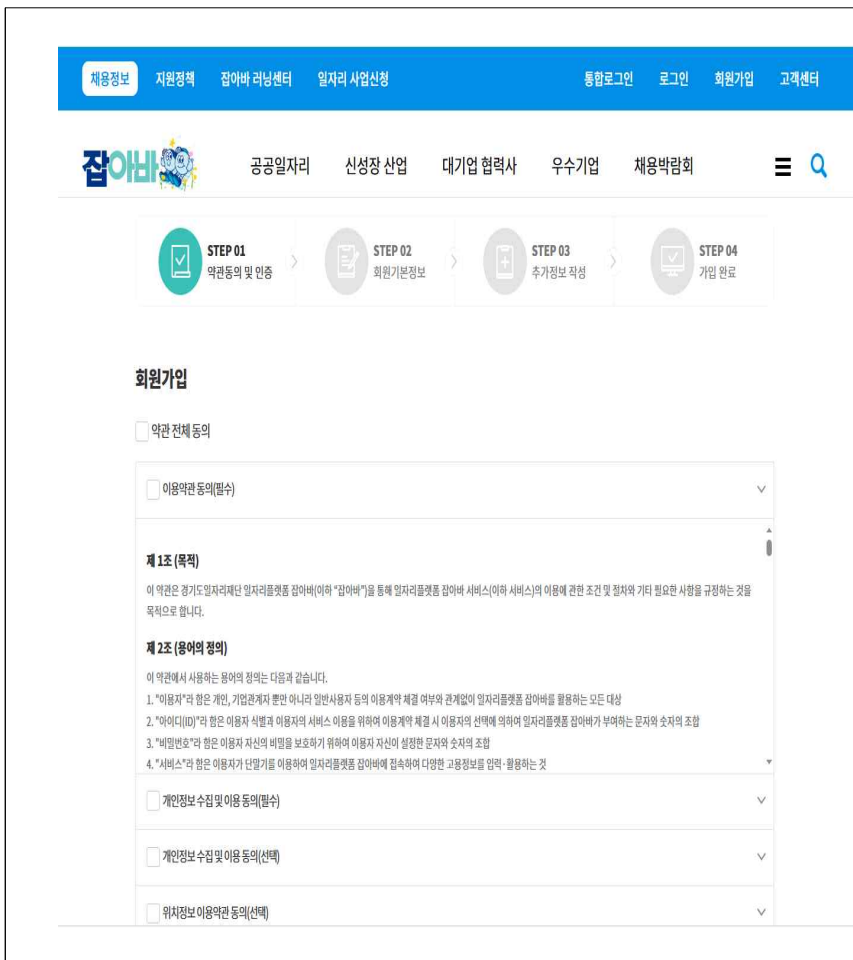 채용정보 지원정책 잡아바 러닝센터 일자리 사업신청 통합로그인 로그인 회원가입 고객센터
잡아바 공공일자리 신성장 산업 대기업 협력사 우수기업 채용박람회
STEP 01 STEP 02 STEP 03 STEP 04
약관동의 및 인증 회원기본정보 추가정보 작성 가입 완료
회원가입
약관 전체 동의
이용약관 동의(필수)
제 1조 (목적)
이 약관은 경기도일자리재단 일자리플랫폼 잡아바(이하 "잡아바")을 통해 일자리플랫폼 잡아바 서비스(이하 서비스)의 이용에 관한 조건 및 절차와 기타 필요한 사항을 규정하는 것을
목적으로 합니다.
제 2조 (용어의 정의)
이 약관에서 사용하는 용어의 정의는 다음과 같습니다.
1. "이용자"라 함은 개인, 기업관계자 뿐만 아니라 일반사용자 등의 이용계약 체결 여부와 관계없이 일자리플랫폼 잡아바를 활용하는 모든 대상
2. "아이디(ID)"라 함은 이용자 식별과 이용자의 서비스 이용을 위하여 이용계약 체결 시 이용자의 선택에 의하여 일자리플랫폼 잡아바가 부여하는 문자와 숫자의 조합
3. "비밀번호"라 함은 이용자 자신의 비밀을 보호하기 위하여 이용자 자신이 설정한 문자와 숫자의 조합
4. "서비스"라 함은 이용자가 단말기를 이용하여 일자리플랫폼 잡아바에 접속하여 다양한 고용정보를 입력·활용하는 것
개인정보 수집 및 이용 동의(필수)
개인정보 수집 및 이용 동의(선택)
위치정보 이용약관 동의(선택)